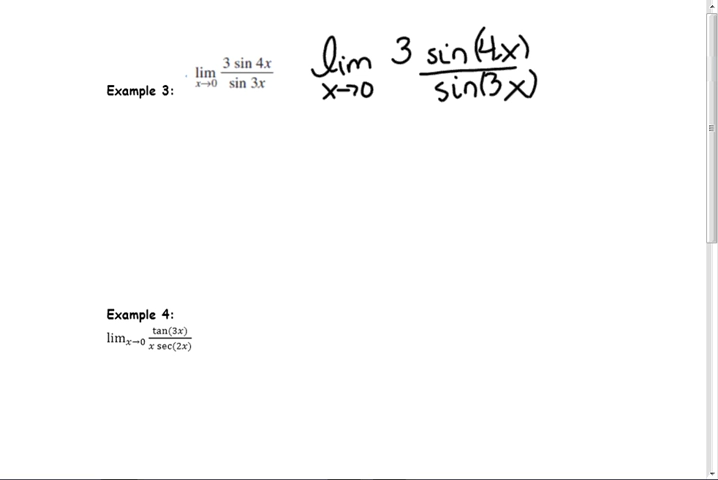 Example 3: lim x→0 3 sin 4x / sin 3x
lim x→0 3 sin(4x) / sin(3x)
Example 4:
lim x→0 tan(3x) / x sec(2x)